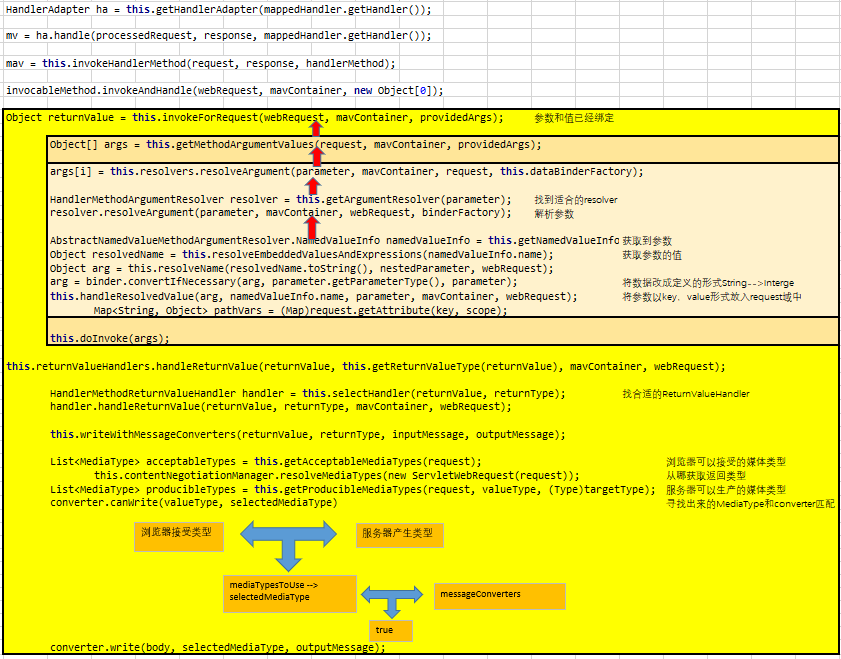 HandlerAdapter ha = this.getHandlerAdapter(mappedHandler.getHandler());
mv = ha.handle(processedRequest, response, mappedHandler.getHandler());
mav = this.invokeHandlerMethod(request, response, handlerMethod);
invocableMethod.invokeAndHandle(webRequest, mavContainer, new Object[0]);
Object returnValue = this.invokeForRequest(webRequest, mavContainer, providedArgs); 参数和值已经绑定
Object[] args = this.getMethodArgumentValues(request, mavContainer, providedArgs);
args[i] = this.resolvers.resolveArgument(parameter, mavContainer, request, this.dataBinderFactory);
HandlerMethodArgumentResolver resolver = this.getArgumentResolver(parameter); 找到适合的resolver
resolver.resolveArgument(parameter, mavContainer, webRequest, binderFactory); 解析参数
AbstractNamedValueMethodArgumentResolver.NamedValueInfo namedValueInfo = this.getNamedValueInfo 获取到参数
Object resolvedName = this.resolveEmbeddedValuesAndExpressions(namedValueInfo.name); 获取参数的值
Object arg = this.resolveName(resolvedName.toString(), nestedParameter, webRequest);
arg = binder.convertIfNecessary(arg, parameter.getParameterType(), parameter); 将数据改成定义的形式String-->Interge
this.handleResolvedValue(arg, namedValueInfo.name, parameter, mavContainer, webRequest); 将参数以key、value形式放入request域中
Map<String, Object> pathVars = (Map)request.getAttribute(key, scope);
this.doInvoke(args);
this.returnValueHandlers.handleReturnValue(returnValue, this.getReturnValueType(returnValue), mavContainer, webRequest);
HandlerMethodReturnValueHandler handler = this.selectHandler(returnValue, returnType); 找合适的ReturnValueHandler
handler.handleReturnValue(returnValue, returnType, mavContainer, webRequest);
this.writeWithMessageConverters(returnValue, returnType, inputMessage, outputMessage);
List<MediaType> acceptableTypes = this.getAcceptableMediaTypes(request); 浏览器可以接受的媒体类型
this.contentNegotiationManager.resolveMediaTypes(new ServletWebRequest(request)); 从哪获取返回类型
List<MediaType> producibleTypes = this.getProducibleMediaTypes(request, valueType, (Type)targetType); 服务器可以生产的媒体类型
converter.canWrite(valueType, selectedMediaType) 寻找出来的MediaType和converter匹配
浏览器接受类型
服务器产生类型
mediaTypesToUse -->
selectedMediaType
messageConverters
true
converter.write(body, selectedMediaType, outputMessage);